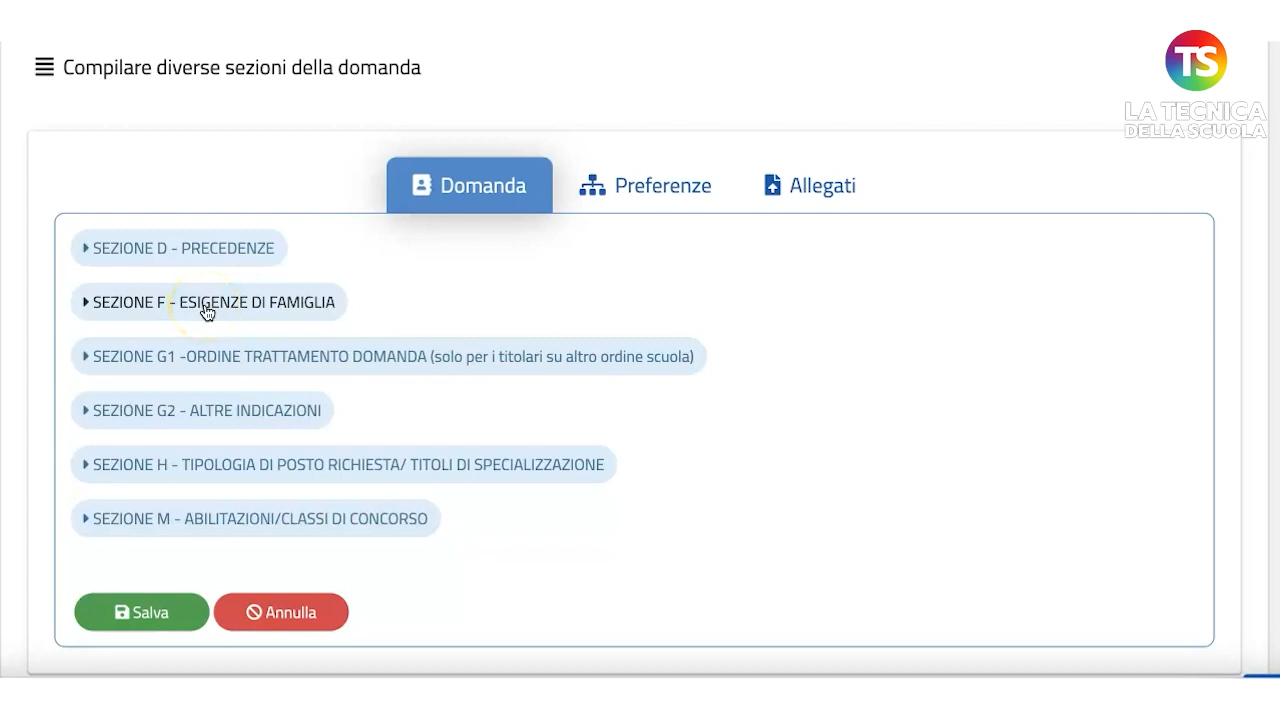 Compilare diverse sezioni della domanda
TS
LA TECNICA
DELLA SCUOLA
Domanda
Preferenze
Allegati
SEZIONE D - PRECEDENZE
SEZIONE F - ESIGENZE DI FAMIGLIA
SEZIONE G1 -ORDINE TRATTAMENTO DOMANDA (solo per i titolari su altro ordine scuola)
SEZIONE G2 - ALTRE INDICAZIONI
SEZIONE H - TIPOLOGIA DI POSTO RICHIESTA/ TITOLI DI SPECIALIZZAZIONE
SEZIONE M - ABILITAZIONI/CLASSI DI CONCORSO
Salva
Annulla